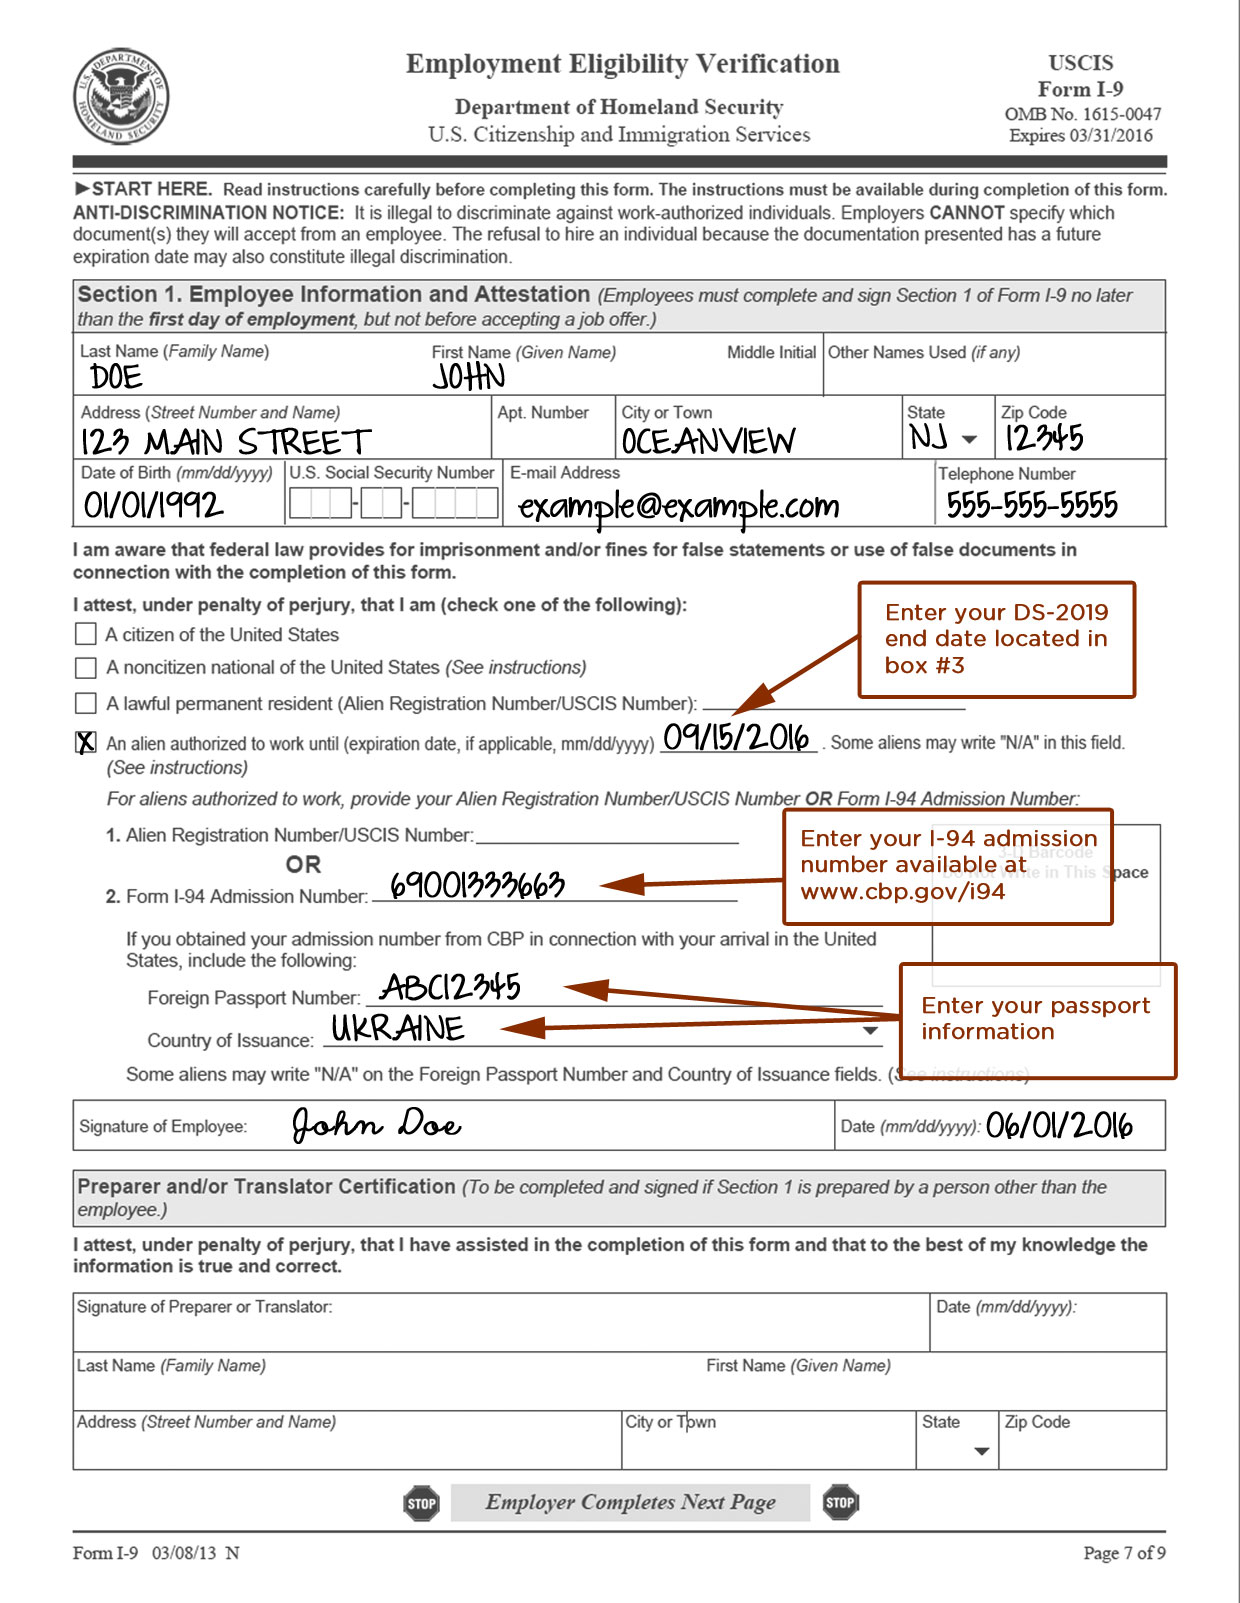 U.S. DEPARTMENT OF HOMELAND SECURITY
Employment Eligibility Verification
Department of Homeland Security
U.S. Citizenship and Immigration Services
USCIS
Form I-9
OMB No. 1615-0047
Expires 03/31/2016
►START HERE. Read instructions carefully before completing this form. The instructions must be available during completion of this form.
ANTI-DISCRIMINATION NOTICE: It is illegal to discriminate against work-authorized individuals. Employers CANNOT specify which
document(s) they will accept from an employee. The refusal to hire an individual because the documentation presented has a future
expiration date may also constitute illegal discrimination.
Section 1. Employee Information and Attestation (Employees must complete and sign Section 1 of Form I-9 no later
than the first day of employment, but not before accepting a job offer.)
Last Name (Family Name) First Name (Given Name) Middle Initial Other Names Used (if any)
DOE JOHN
Address (Street Number and Name) Apt. Number City or Town State Zip Code
123 MAIN STREET OCEANVIEW NJ 12345
Date of Birth (mm/dd/yyyy) U.S. Social Security Number E-mail Address Telephone Number
01/01/1992 - - example@example.com 555-555-5555
I am aware that federal law provides for imprisonment and/or fines for false statements or use of false documents in
connection with the completion of this form.
I attest, under penalty of perjury, that I am (check one of the following):
A citizen of the United States
A noncitizen national of the United States (See instructions)
A lawful permanent resident (Alien Registration Number/USCIS Number):
Enter your DS-2019
end date located in
box #3
X An alien authorized to work until (expiration date, if applicable, mm/dd/yyyy) 09/15/2016 . Some aliens may write "N/A" in this field.
(See instructions)
For aliens authorized to work, provide your Alien Registration Number/USCIS Number OR Form I-94 Admission Number:
1. Alien Registration Number/USCIS Number:
OR
2. Form I-94 Admission Number: 69001333663
Enter your I-94 admission
number available at
www.cbp.gov/i94
3-D Barcode
Do Not Write in This Space
If you obtained your admission number from CBP in connection with your arrival in the United
States, include the following:
Foreign Passport Number: ABC12345
Country of Issuance: UKRAINE
Enter your passport
information
Some aliens may write "N/A" on the Foreign Passport Number and Country of Issuance fields. (See instructions)
Signature of Employee: John Doe Date (mm/dd/yyyy): 06/01/2016
Preparer and/or Translator Certification (To be completed and signed if Section 1 is prepared by a person other than the
employee.)
I attest, under penalty of perjury, that I have assisted in the completion of this form and that to the best of my knowledge the
information is true and correct.
Signature of Preparer or Translator: Date (mm/dd/yyyy):
Last Name (Family Name) First Name (Given Name)
Address (Street Number and Name) City or Town State Zip Code
STOP Employer Completes Next Page STOP
Form I-9 03/08/13 N Page 7 of 9